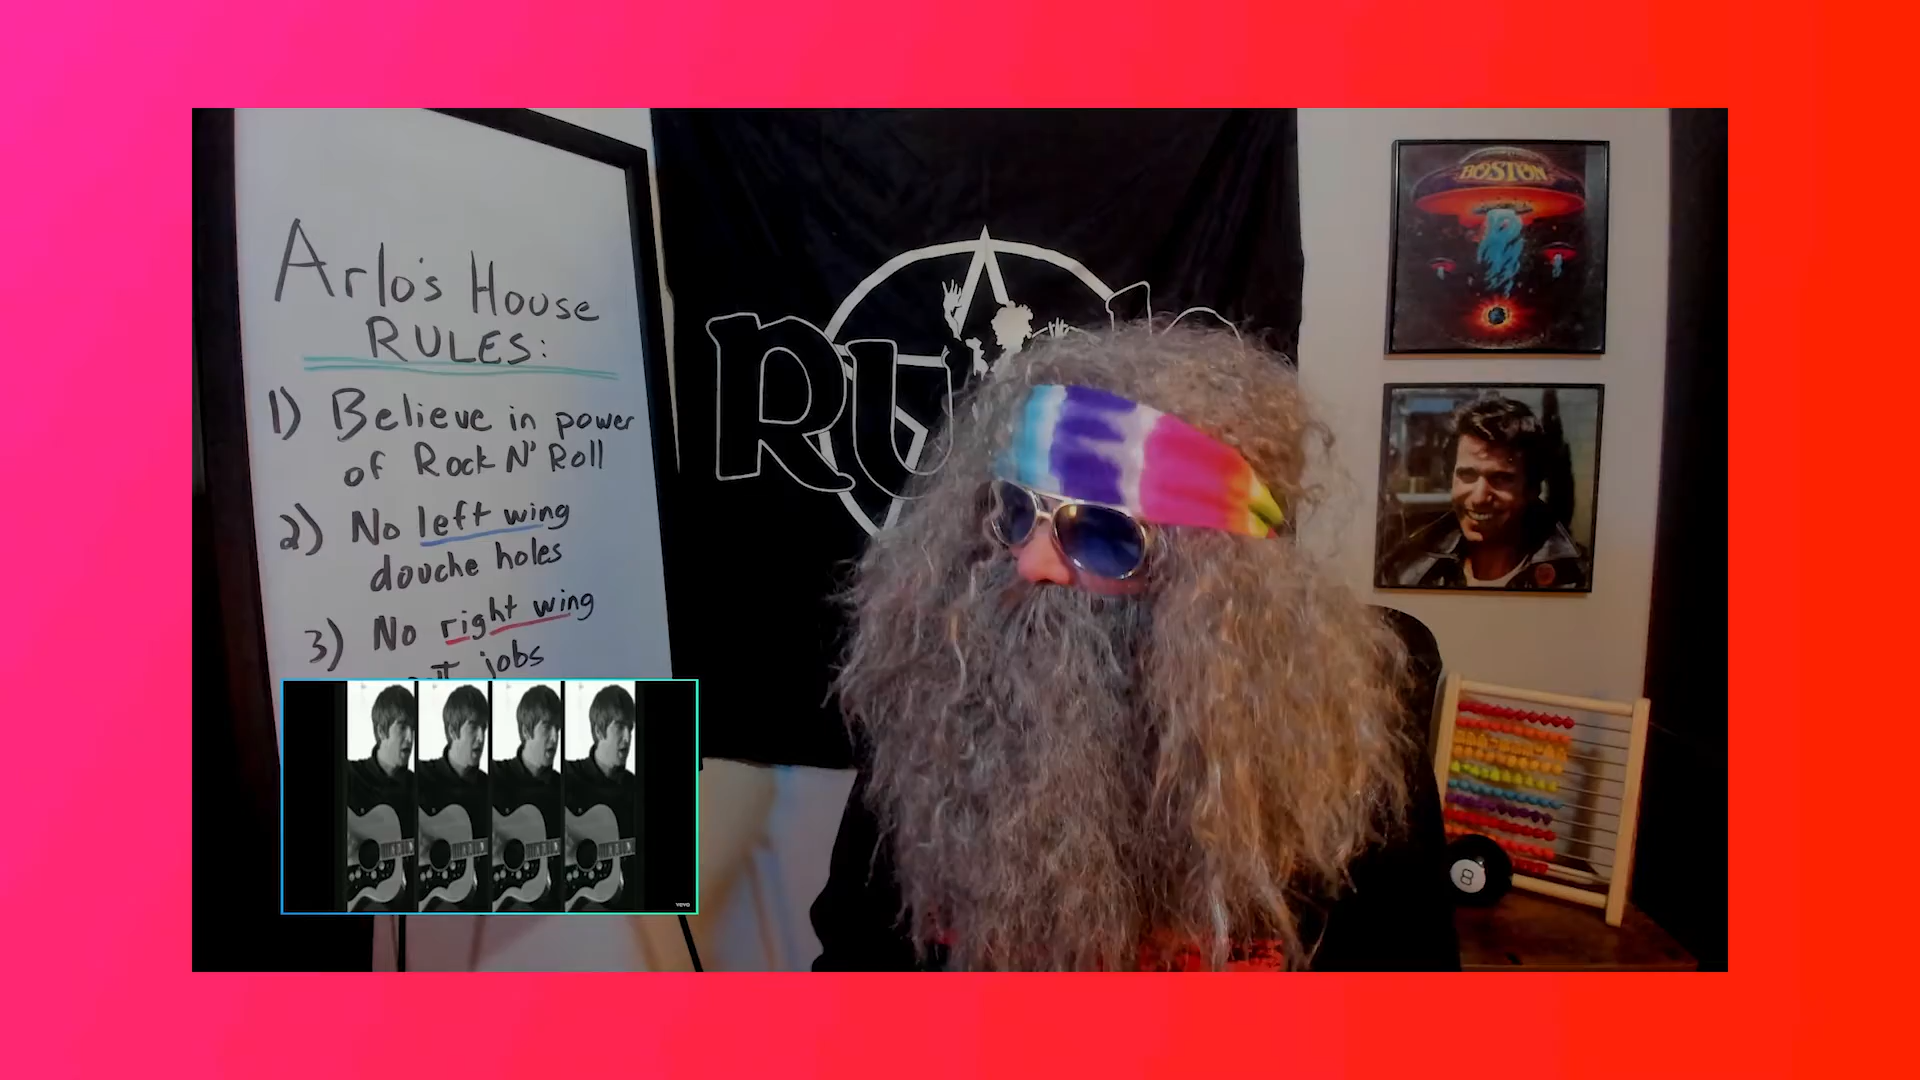 Arlo's House
RULES:
1) Believe in power
of Rock N' Roll
2) No left wing
douche holes
3) No right wing
jobs
RU
BOSTON
8
vevo